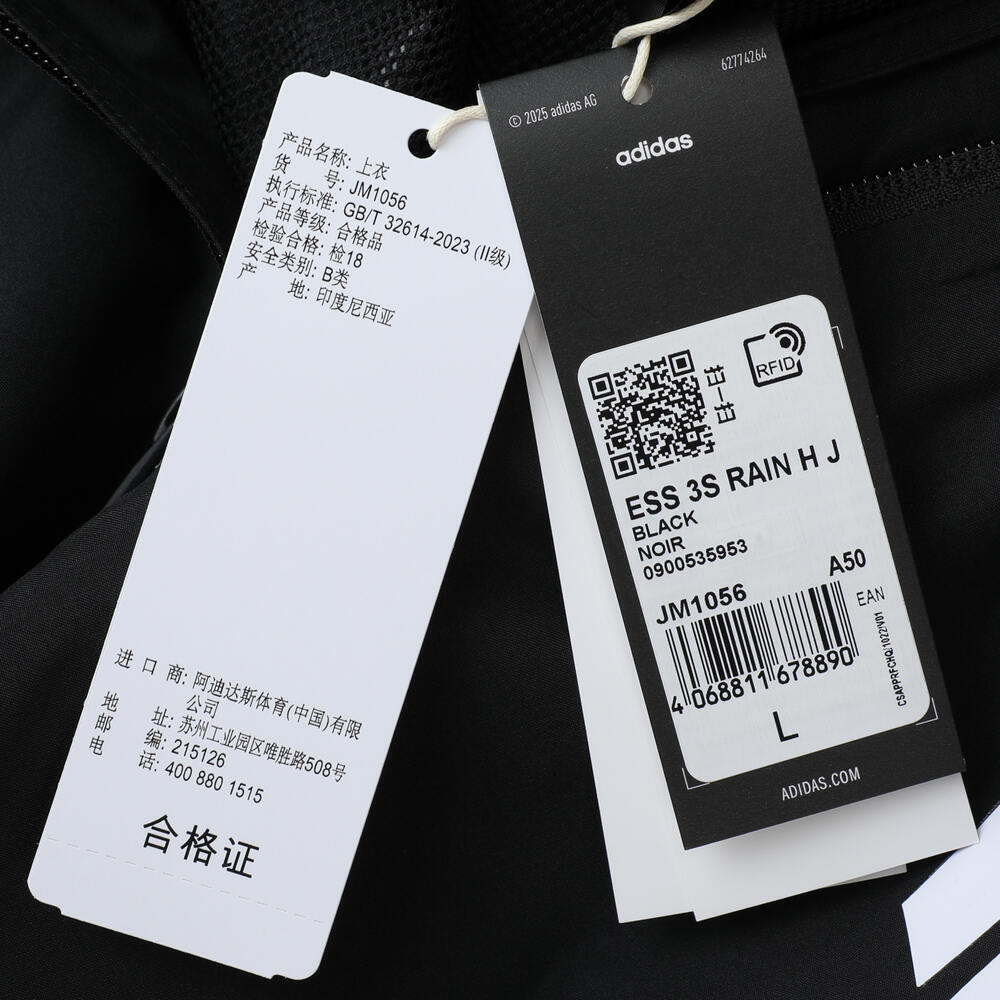 产品名称: 上衣
货 号: JM1056
执行标准: GB/T 32614-2023 (II级)
产品等级: 合格品
检验合格: 检18
安全类别: B类
产 地: 印度尼西亚
进 口 商: 阿迪达斯体育(中国)有限
公司
地 址: 苏州工业园区唯胜路508号
邮 编: 215126
电 话: 400 880 1515
合格证
© 2025 adidas AG
62774264
adidas
RFID
ESS 3S RAIN H J
BLACK
NOIR
0900535953
A50
JM1056
EAN
4 068811 678890
L
ADIDAS.COM